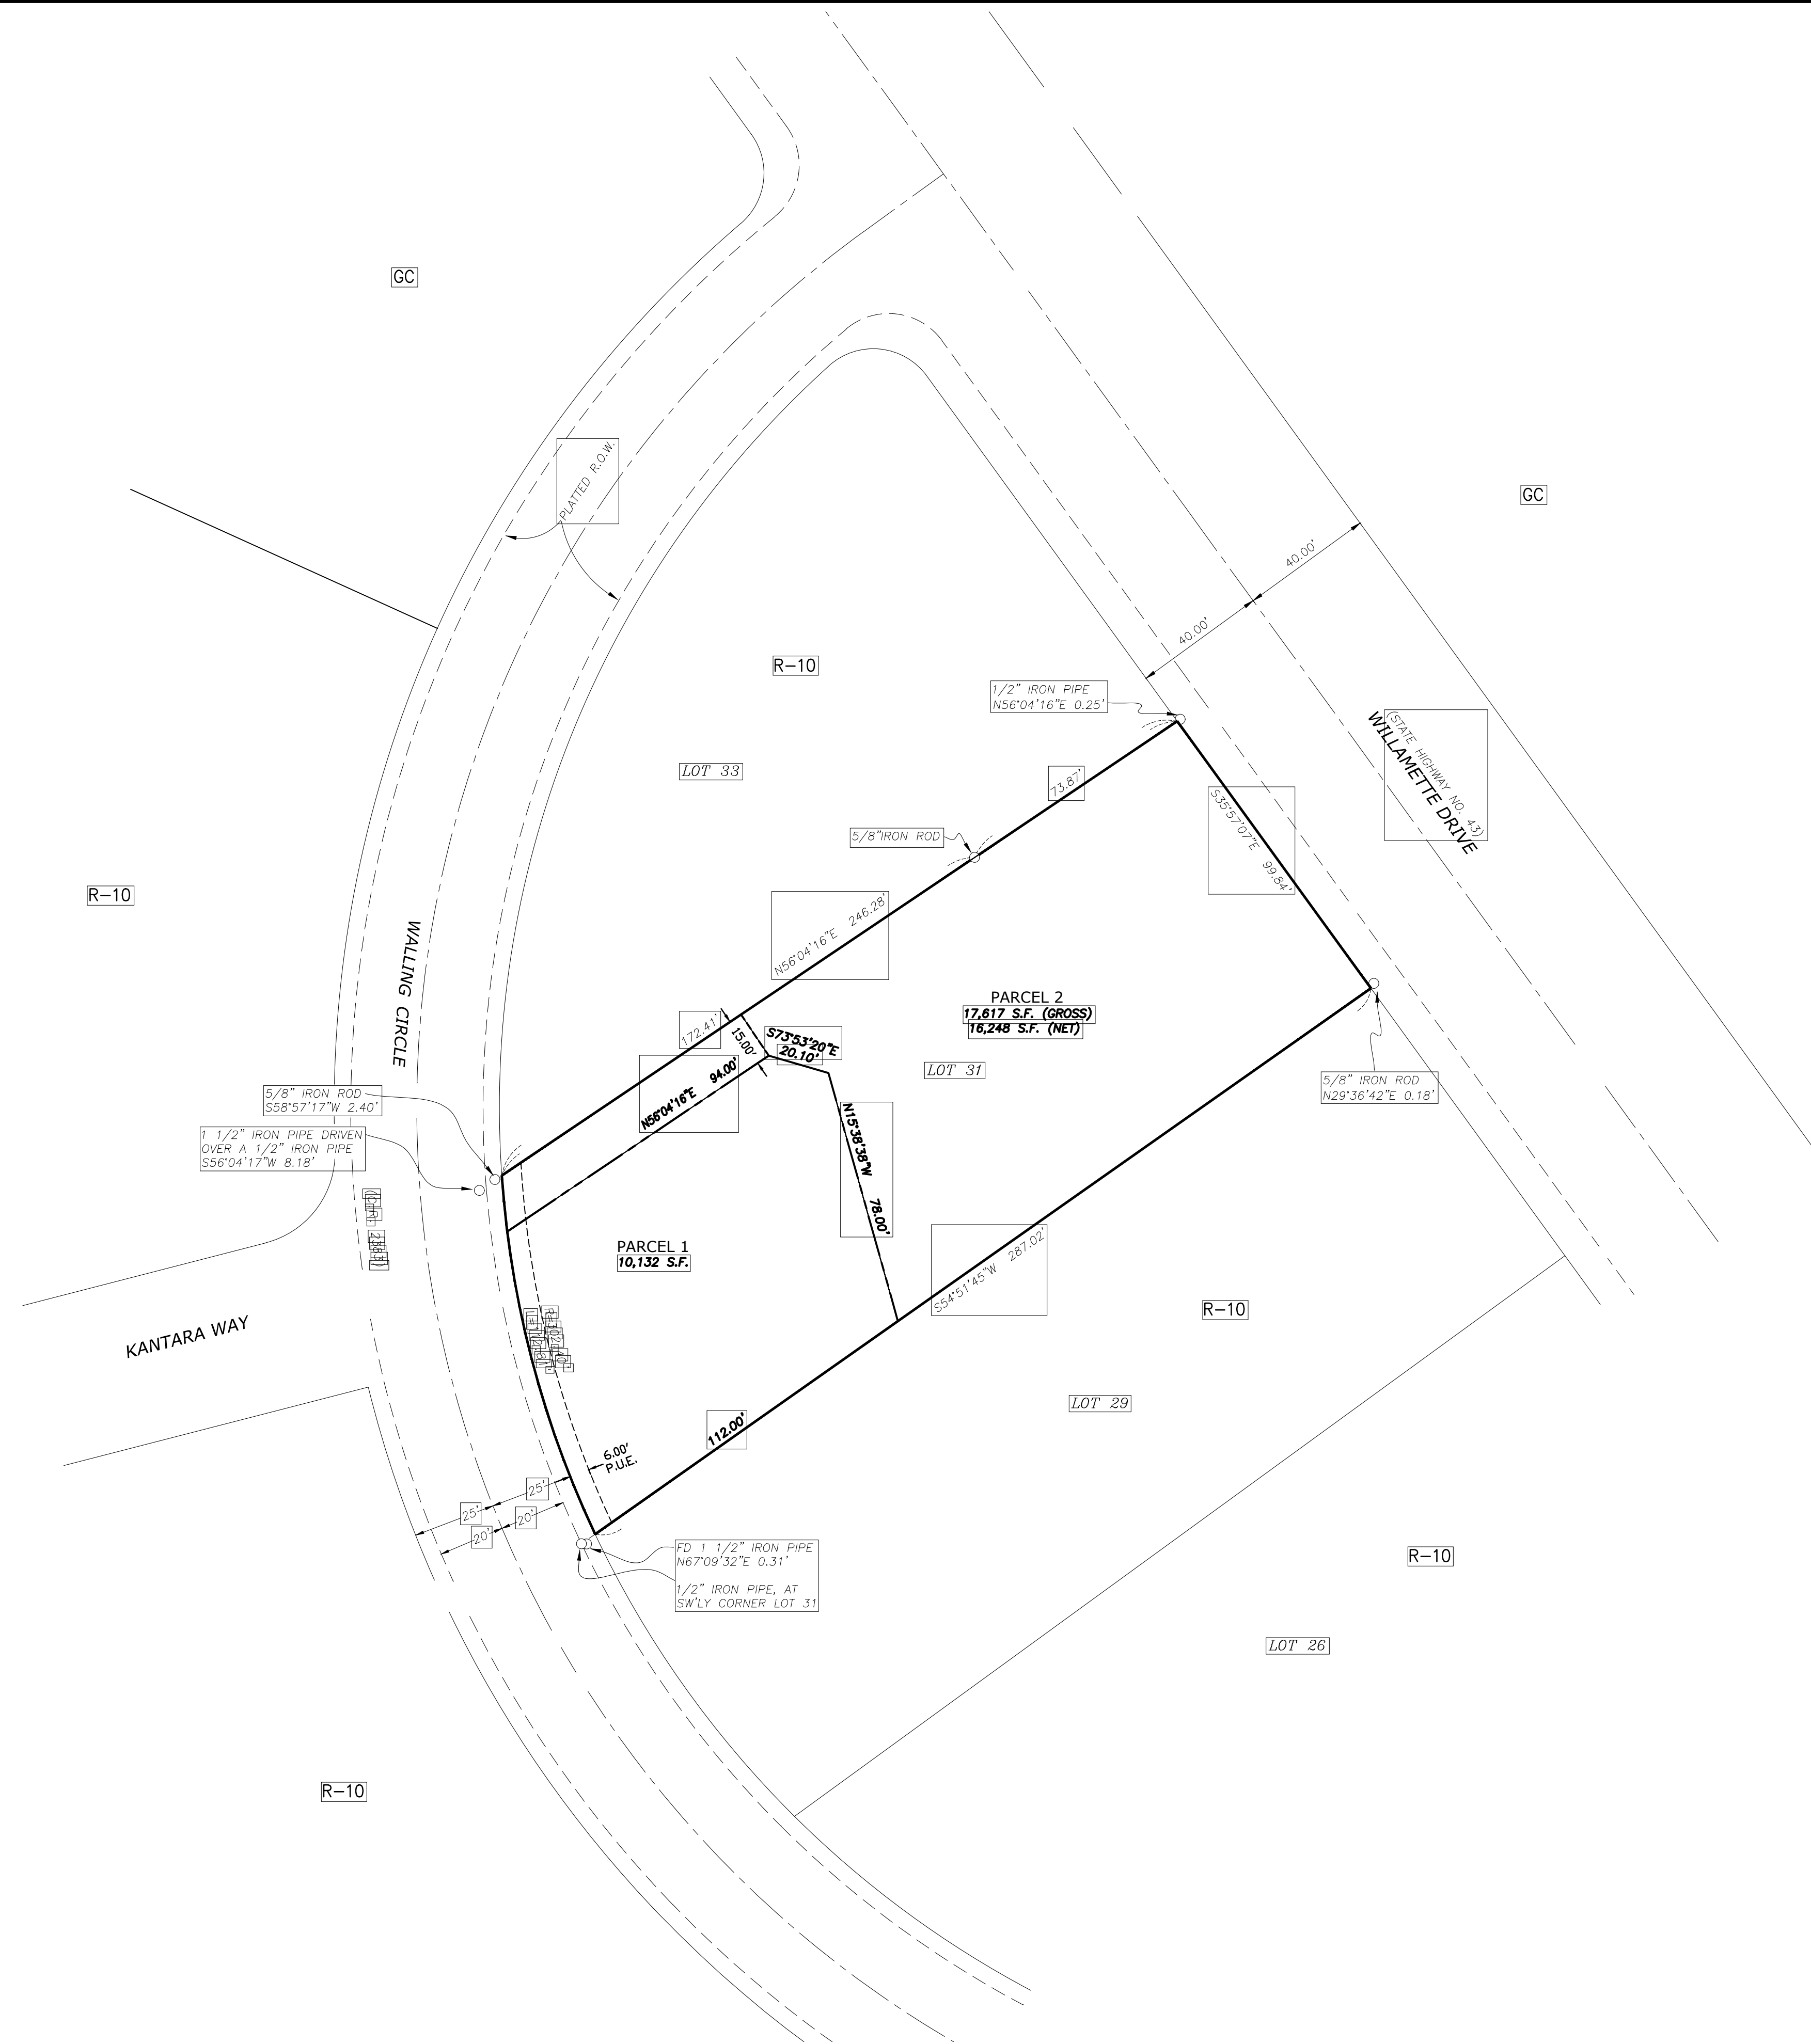 GC
PLATTED R.O.W.
GC
40.00'
40.00'
R-10
1/2" IRON PIPE
N56°04'16"E 0.25'
(STATE HIGHWAY NO. 43)
WILLAMETTE DRIVE
LOT 33
73.87'
S35°57'07"E 99.84'
5/8"IRON ROD
R-10
N56°04'16"E 246.28'
WALLING CIRCLE
PARCEL 2
17,617 S.F. (GROSS)
16,248 S.F. (NET)
172.41'
15.00'
S73°53'20"E
20.10'
LOT 31
N56°04'16"E 94.00'
5/8" IRON ROD
S58°57'17"W 2.40'
5/8" IRON ROD
N29°36'42"E 0.18'
1 1/2" IRON PIPE DRIVEN
OVER A 1/2" IRON PIPE
S56°04'17"W 8.18'
N15°38'38"W 78.00'
PARCEL 1
10,132 S.F.
S54°51'45"W 287.02'
R-10
KANTARA WAY
R=302.40'
LOT 29
112.00'
6.00'
P.U.E.
25'
25'
20'
20'
FD 1 1/2" IRON PIPE
N67°09'32"E 0.31'
1/2" IRON PIPE, AT
SW'LY CORNER LOT 31
R-10
LOT 26
R-10